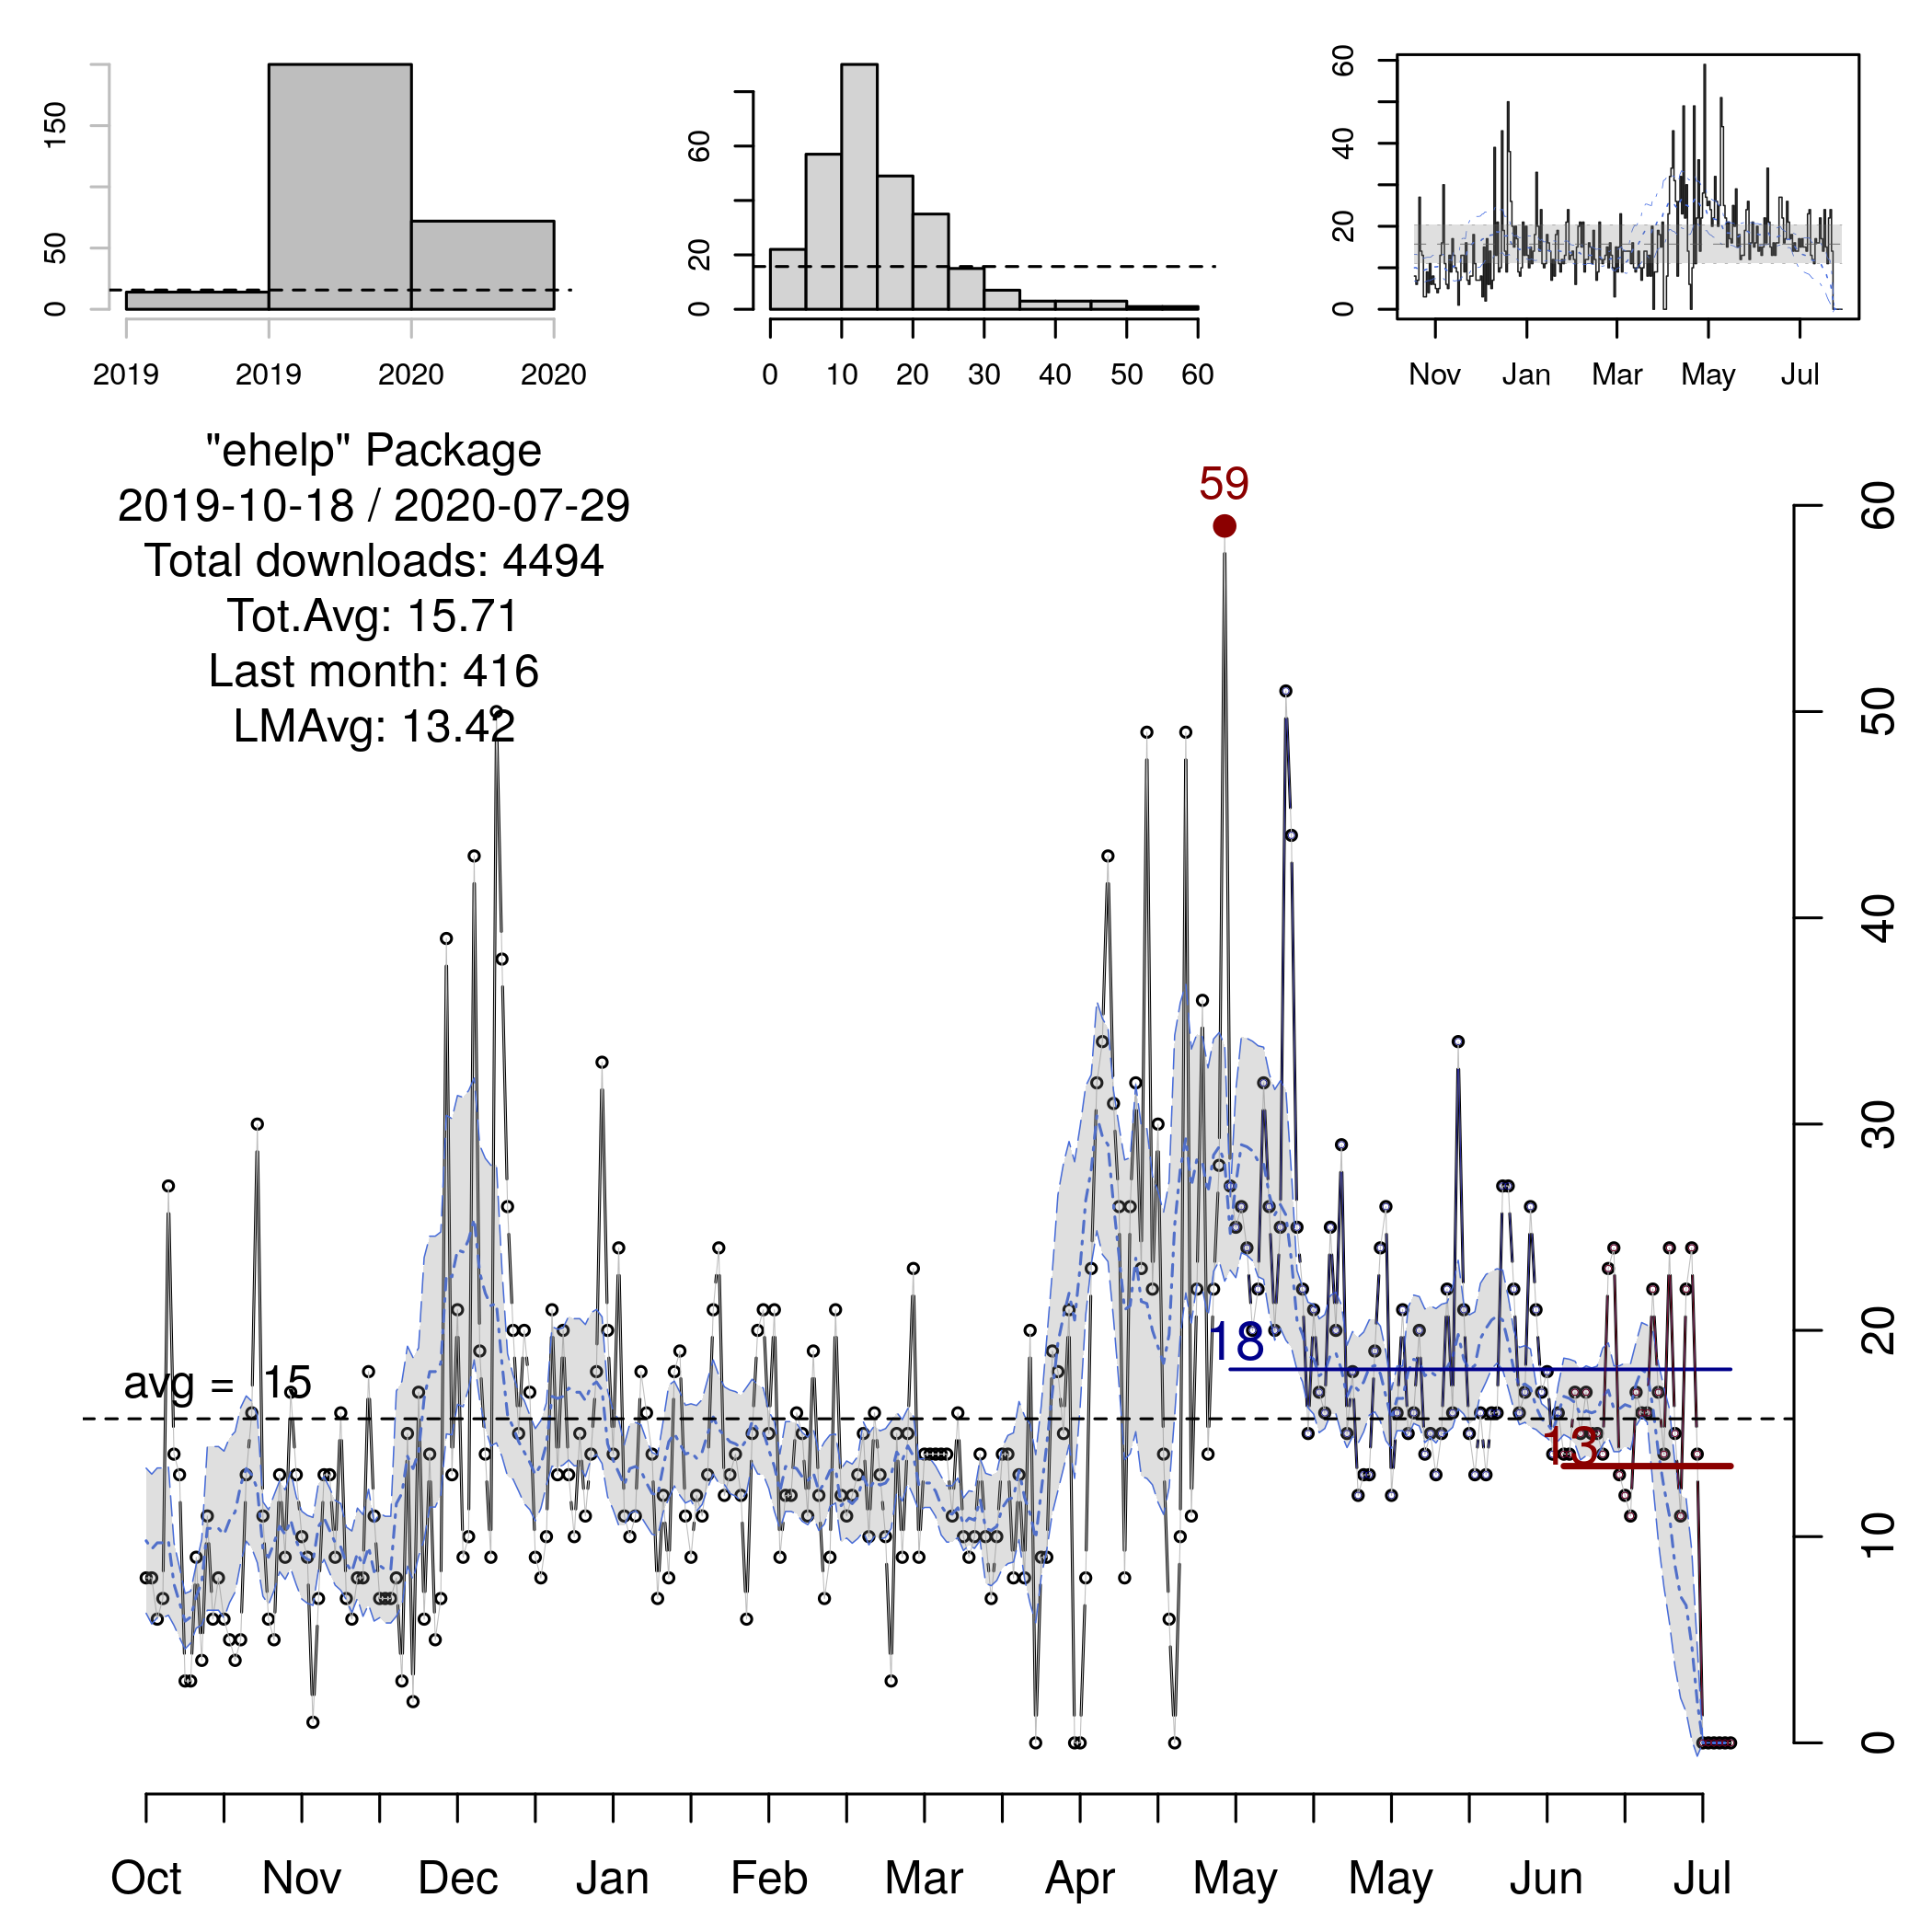 150
50
0
2019 2019 2020 2020
60
20
0
0 10 20 30 40 50 60
60
40
20
0
Nov Jan Mar May Jul
"ehelp" Package
2019-10-18 / 2020-07-29
Total downloads: 4494
Tot.Avg: 15.71
Last month: 416
LMAvg: 13.42
59
18
avg = 15
13
60
50
40
30
20
10
0
Oct Nov Dec Jan Feb Mar Apr May May Jun Jul